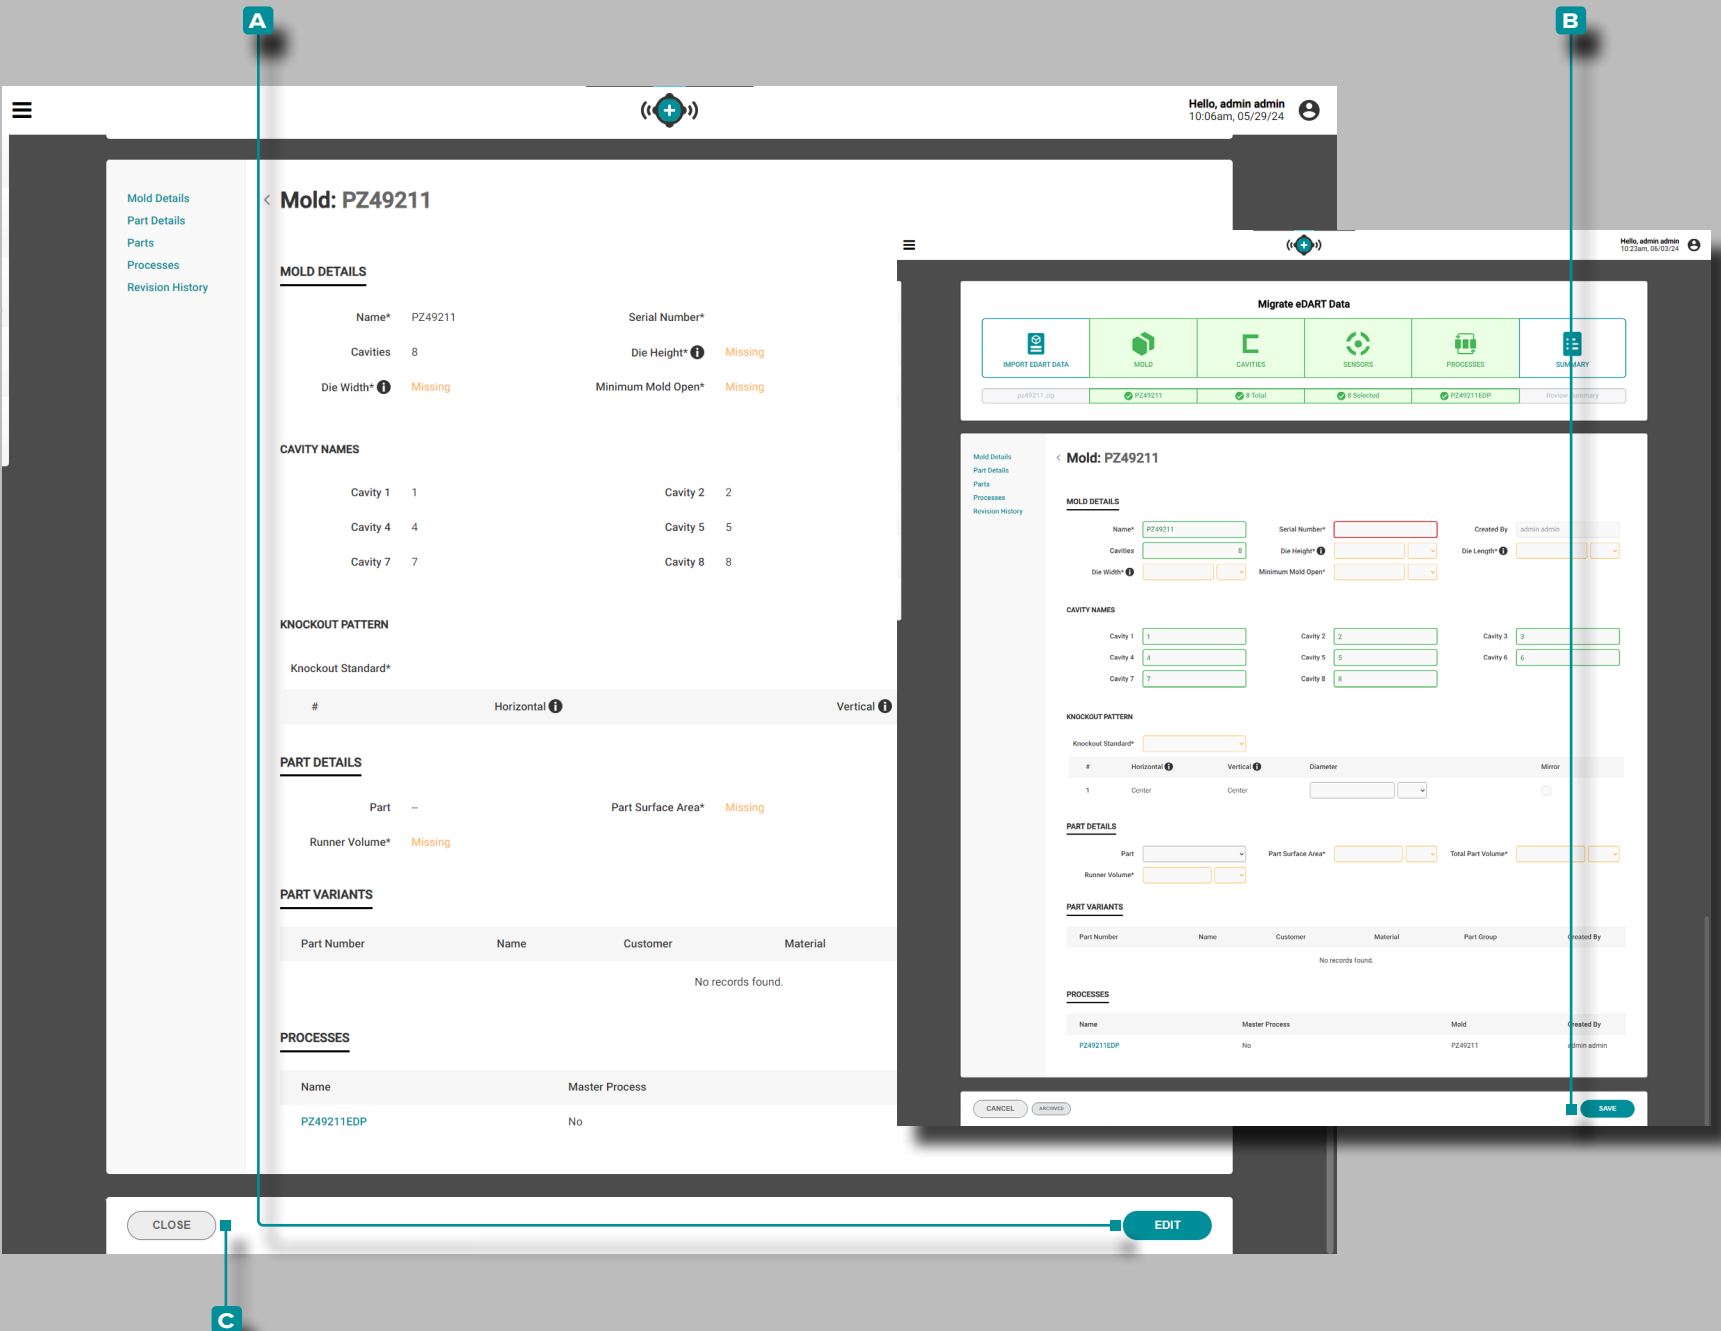 A
B
Hello, admin admin
10:06am, 05/29/24
Mold Details
Part Details
Parts
Processes
Revision History
Mold: PZ49211
MOLD DETAILS
Name* PZ49211 Serial Number*
Cavities 8 Die Height* Missing
Die Width* Missing Minimum Mold Open* Missing
CAVITY NAMES
Cavity 1 1 Cavity 2 2
Cavity 4 4 Cavity 5 5
Cavity 7 7 Cavity 8 8
KNOCKOUT PATTERN
Knockout Standard*
# Horizontal Vertical
PART DETAILS
Part -- Part Surface Area* Missing
Runner Volume* Missing
PART VARIANTS
Part Number Name Customer Material
No records found.
PROCESSES
Name Master Process
PZ49211EDP No
CLOSE EDIT
C
Hello, admin admin
10:23am, 06/03/24
Migrate eDART Data
IMPORT EDART DATA MOLD CAVITIES SENSORS PROCESSES SUMMARY
pz49211.zip PZ49211 8 Total 8 Selected PZ49211EDP Review Summary
Mold Details
Part Details
Parts
Processes
Revision History
Mold: PZ49211
MOLD DETAILS
Name* PZ49211 Serial Number* Created By admin admin
Cavities 8 Die Height* Die Length*
Die Width* Minimum Mold Open*
CAVITY NAMES
Cavity 1 1 Cavity 2 2 Cavity 3 3
Cavity 4 4 Cavity 5 5 Cavity 6 6
Cavity 7 7 Cavity 8 8
KNOCKOUT PATTERN
Knockout Standard*
# Horizontal Vertical Diameter Mirror
1 Center Center
PART DETAILS
Part Part Surface Area* Total Part Volume*
Runner Volume*
PART VARIANTS
Part Number Name Customer Material Part Group Created By
No records found.
PROCESSES
Name Master Process Mold Created By
PZ49211EDP No PZ49211 admin admin
CANCEL ARCHIVED SAVE